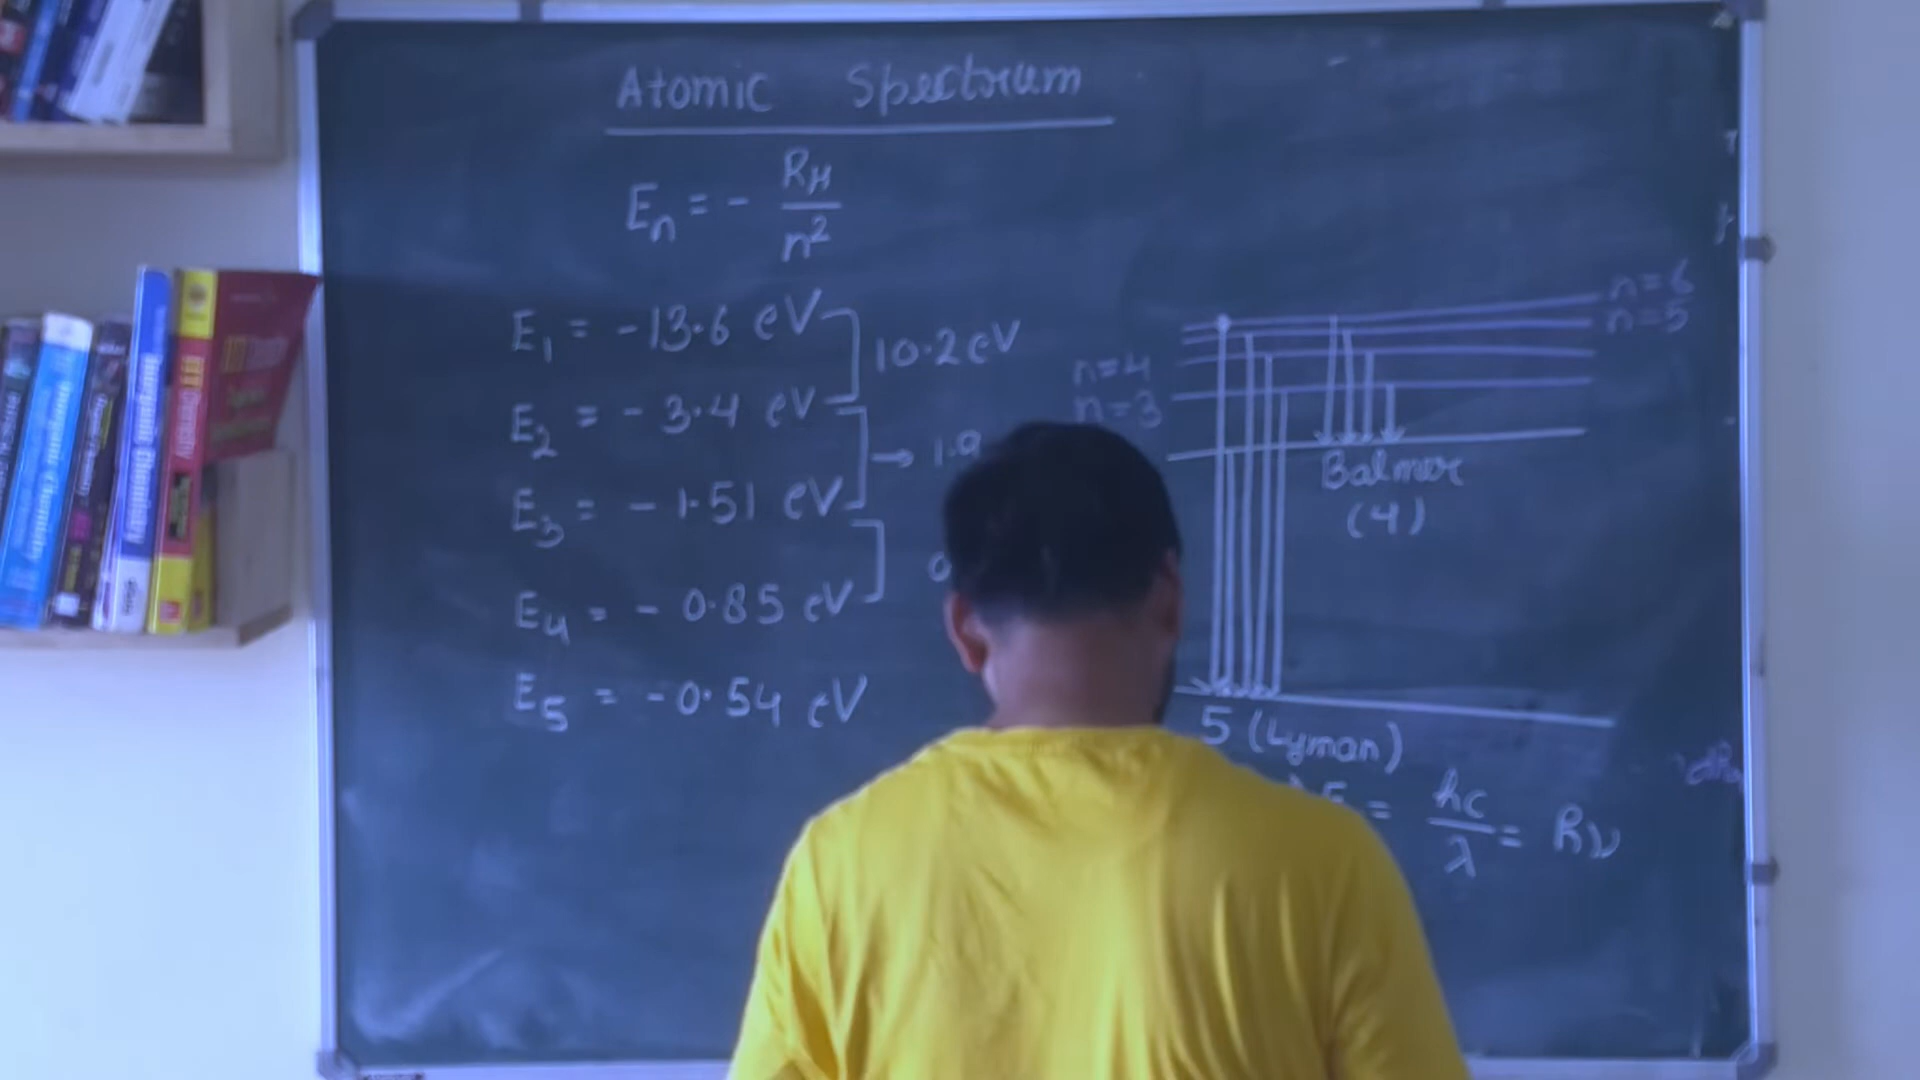 Atomic Spectrum
Eₙ = - R_H / n²
E₁ = -13.6 eV
10.2 eV
E₂ = - 3.4 eV
→ 1.9
E₃ = - 1.51 eV
E₄ = - 0.85 eV
E₅ = -0.54 eV
n=6
n=5
n=4
n=3
Balmer
(4)
5 (Lyman)
= hc / λ = Rν